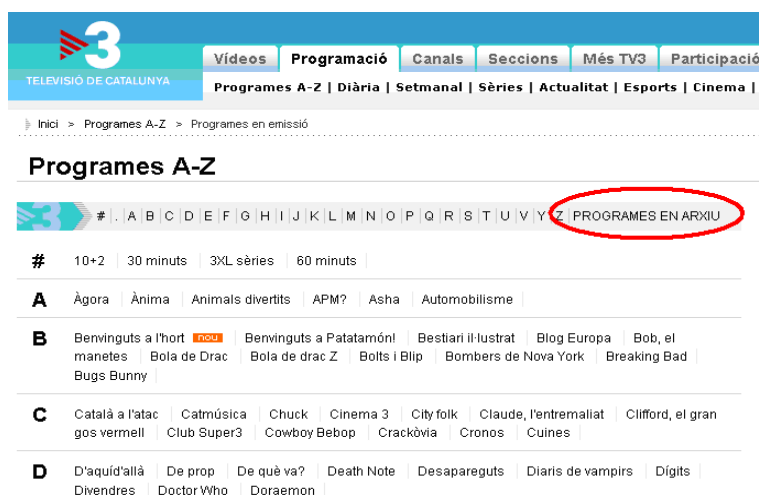 3
TELEVISIÓ DE CATALUNYA
Vídeos Programació Canals Seccions Més TV3 Participació
Programes A-Z | Diària | Setmanal | Sèries | Actualitat | Esports | Cinema |
Inici > Programes A-Z > Programes en emissió
Programes A-Z
3 # | . | A | B | C | D | E | F | G | H | I | J | K | L | M | N | O | P | Q | R | S | T | U | V | Y | Z | PROGRAMES EN ARXIU
# 10+2 | 30 minuts | 3XL sèries | 60 minuts |
A Àgora | Ànima | Animals divertits | APM? | Asha | Automobilisme |
B Benvinguts a l'hort nou | Benvinguts a Patatamón! | Bestiari il·lustrat | Blog Europa | Bob, el
manetes | Bola de Drac | Bola de drac Z | Bolts i Blip | Bombers de Nova York | Breaking Bad |
Bugs Bunny |
C Català a l'atac | Catmúsica | Chuck | Cinema 3 | City folk | Claude, l'entremaliat | Clifford, el gran
gos vermell | Club Super3 | Cowboy Bebop | Crackòvia | Cronos | Cuines |
D D'aquíd'allà | De prop | De què va? | Death Note | Desapareguts | Diaris de vampirs | Dígits |
Divendres | Doctor Who | Doraemon |